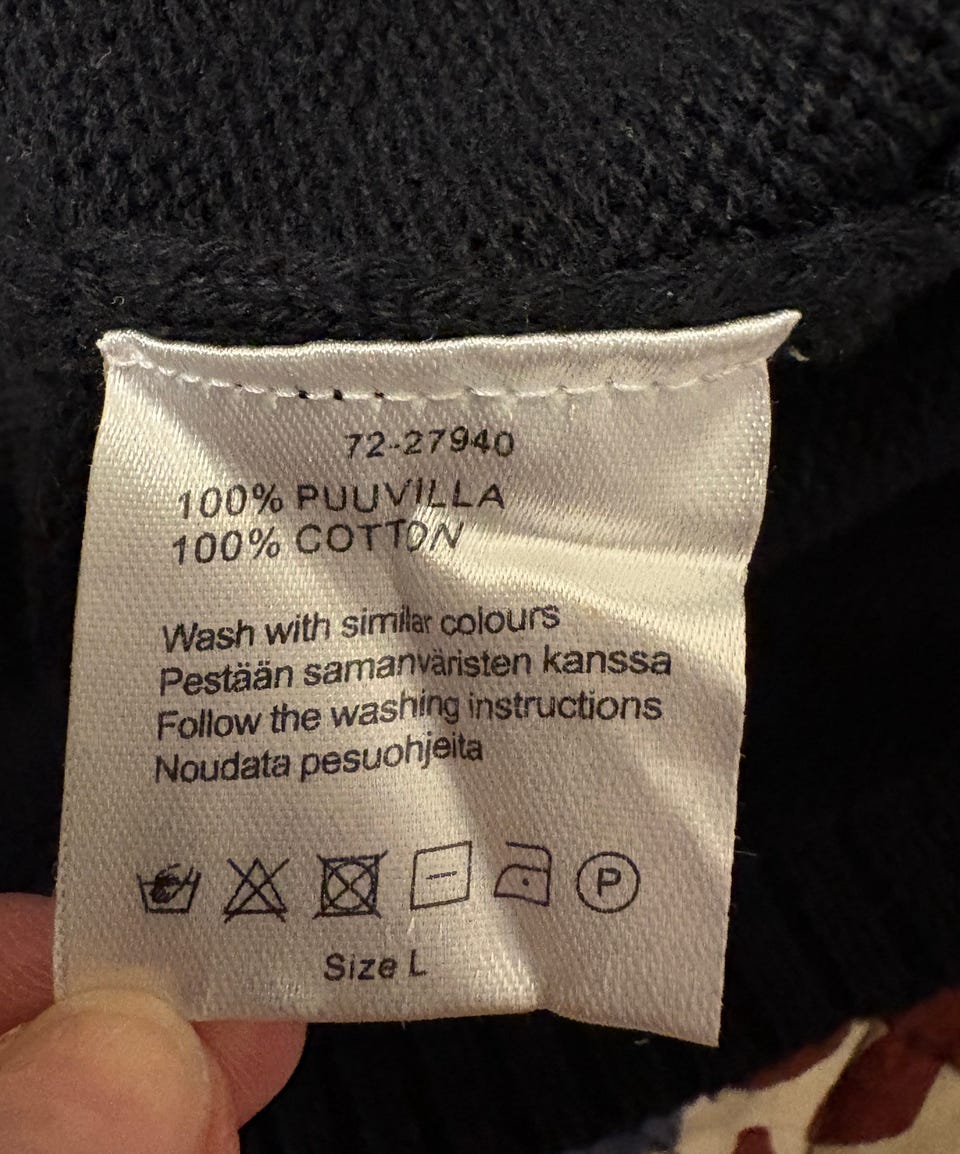 72-27940
100% PUUVILLA
100% COTTON
Wash with similar colours
Pestään samanväristen kanssa
Follow the washing instructions
Noudata pesuohjeita
P
Size L